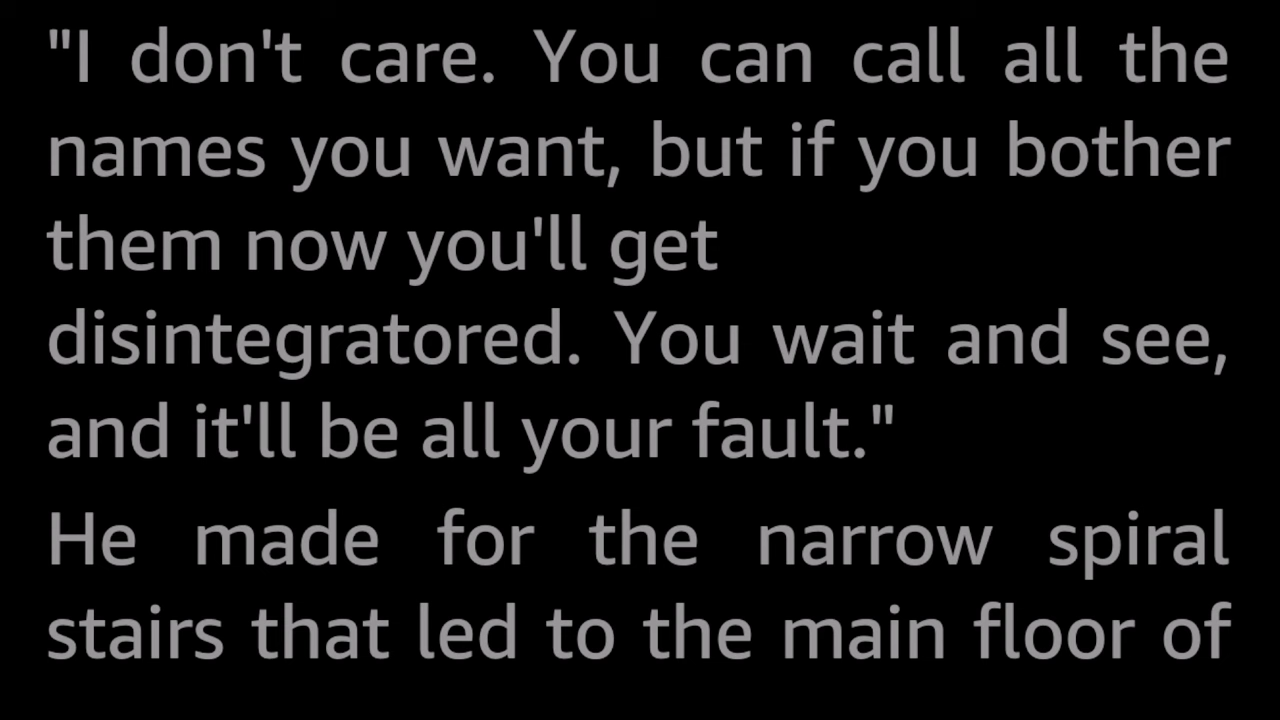 "I don't care. You can call all the
names you want, but if you bother
them now you'll get
disintegratored. You wait and see,
and it'll be all your fault."
He made for the narrow spiral
stairs that led to the main floor of